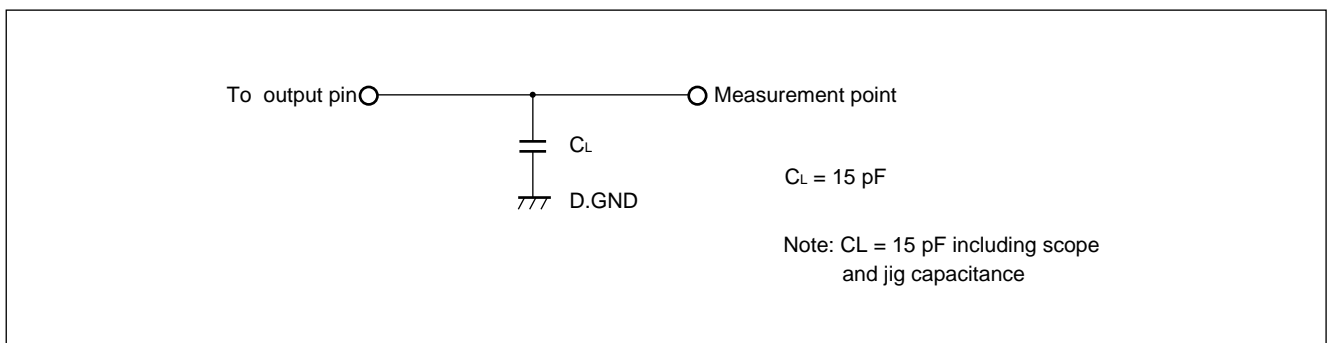 To output pin
Measurement point
CL
CL = 15 pF
D.GND
Note: CL = 15 pF including scope
and jig capacitance